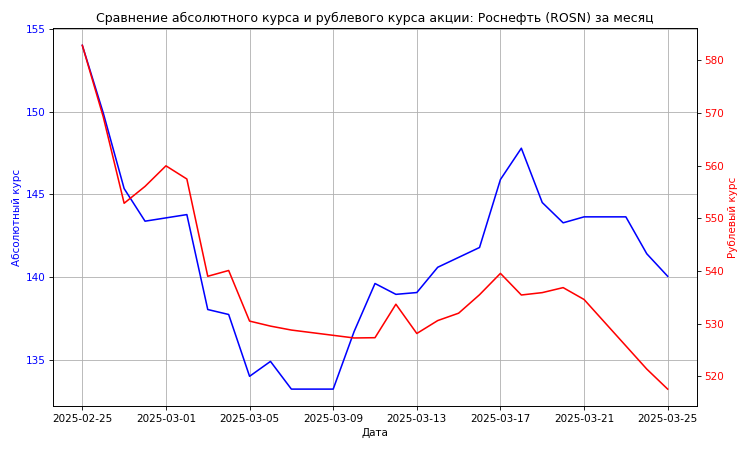 Сравнение абсолютного курса и рублевого курса акции: Роснефть (ROSN) за месяц
155
150
145
140
135
Абсолютный курс
580
570
560
550
540
530
520
Рублевый курс
2025-02-25 2025-03-01 2025-03-05 2025-03-09 2025-03-13 2025-03-17 2025-03-21 2025-03-25
Дата